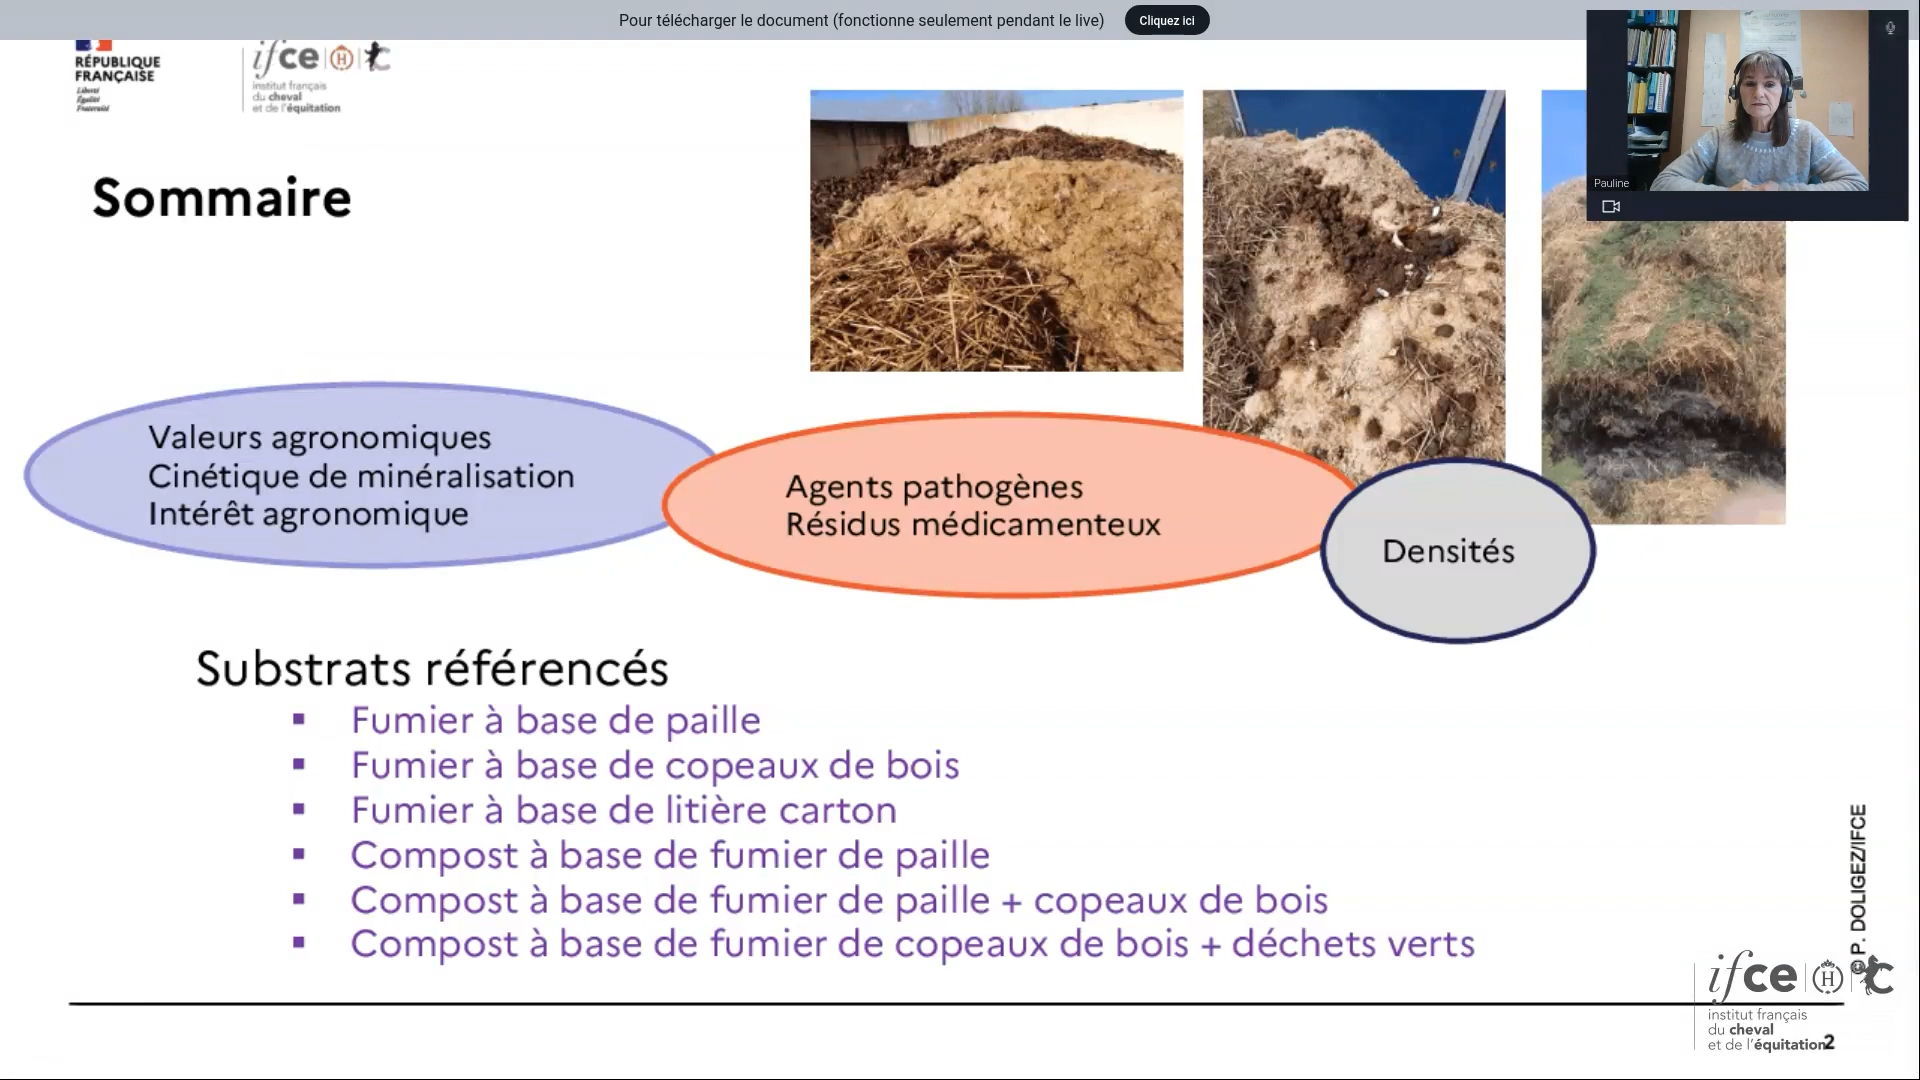 Pour télécharger le document (fonctionne seulement pendant le live)
Cliquez ici
RÉPUBLIQUE
FRANÇAISE
Liberté
Égalité
Fraternité
ifce
institut français
du cheval
et de l'équitation
Pauline
Sommaire
Valeurs agronomiques
Cinétique de minéralisation
Intérêt agronomique
Agents pathogènes
Résidus médicamenteux
Densités
Substrats référencés
▪ Fumier à base de paille
▪ Fumier à base de copeaux de bois
▪ Fumier à base de litière carton
▪ Compost à base de fumier de paille
▪ Compost à base de fumier de paille + copeaux de bois
▪ Compost à base de fumier de copeaux de bois + déchets verts
© P. DOLIGEZ/IFCE
ifce
institut français
du cheval
et de l'équitation
2